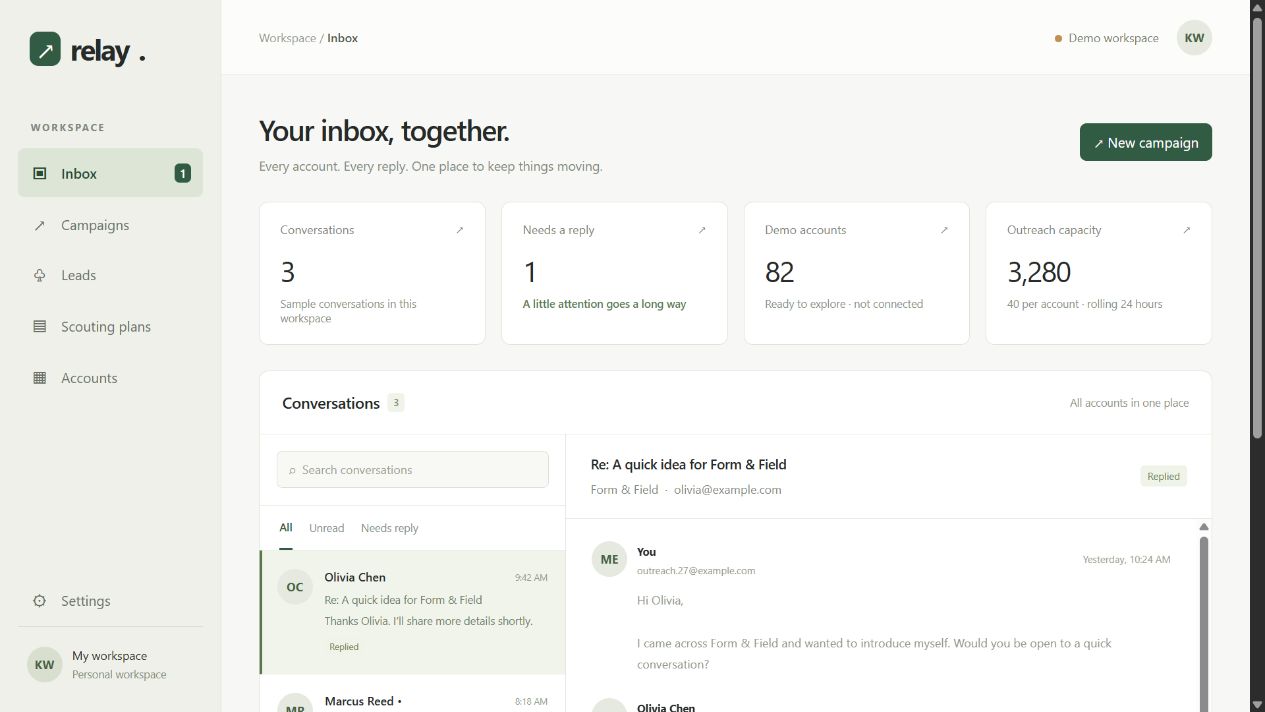 relay .
WORKSPACE
Inbox 1
Campaigns
Leads
Scouting plans
Accounts
Settings
KW
My workspace
Personal workspace
Workspace / Inbox
Demo workspace
KW
Your inbox, together.
Every account. Every reply. One place to keep things moving.
↗ New campaign
Conversations ↗
3
Sample conversations in this
workspace
Needs a reply ↗
1
A little attention goes a long way
Demo accounts ↗
82
Ready to explore · not connected
Outreach capacity ↗
3,280
40 per account · rolling 24 hours
Conversations 3
All accounts in one place
Search conversations
All Unread Needs reply
OC
Olivia Chen 9:42 AM
Re: A quick idea for Form & Field
Thanks Olivia. I'll share more details shortly.
Replied
MR
Marcus Reed • 8:18 AM
Re: A quick idea for Form & Field
Form & Field · olivia@example.com
Replied
ME
You
outreach.27@example.com
Yesterday, 10:24 AM
Hi Olivia,
I came across Form & Field and wanted to introduce myself. Would you be open to a quick
conversation?
Olivia Chen